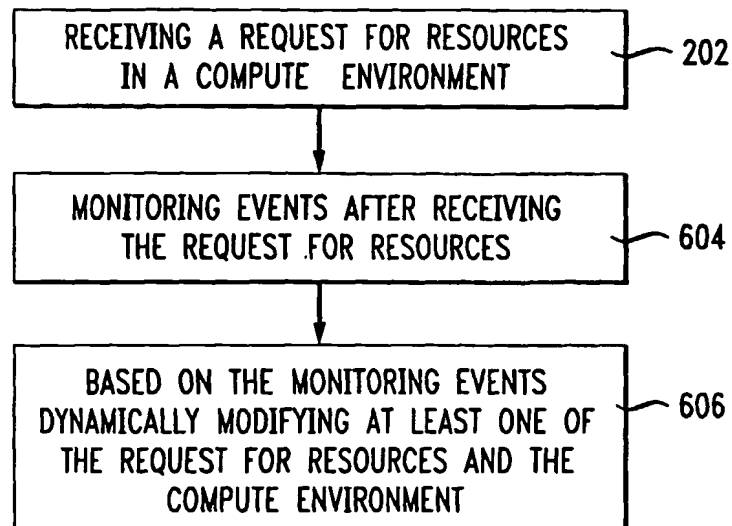 RECEIVING A REQUEST FOR RESOURCES
IN A COMPUTE ENVIRONMENT
202
MONITORING EVENTS AFTER RECEIVING
THE REQUEST FOR RESOURCES
604
BASED ON THE MONITORING EVENTS
DYNAMICALLY MODIFYING AT LEAST ONE OF
THE REQUEST FOR RESOURCES AND THE
COMPUTE ENVIRONMENT
606